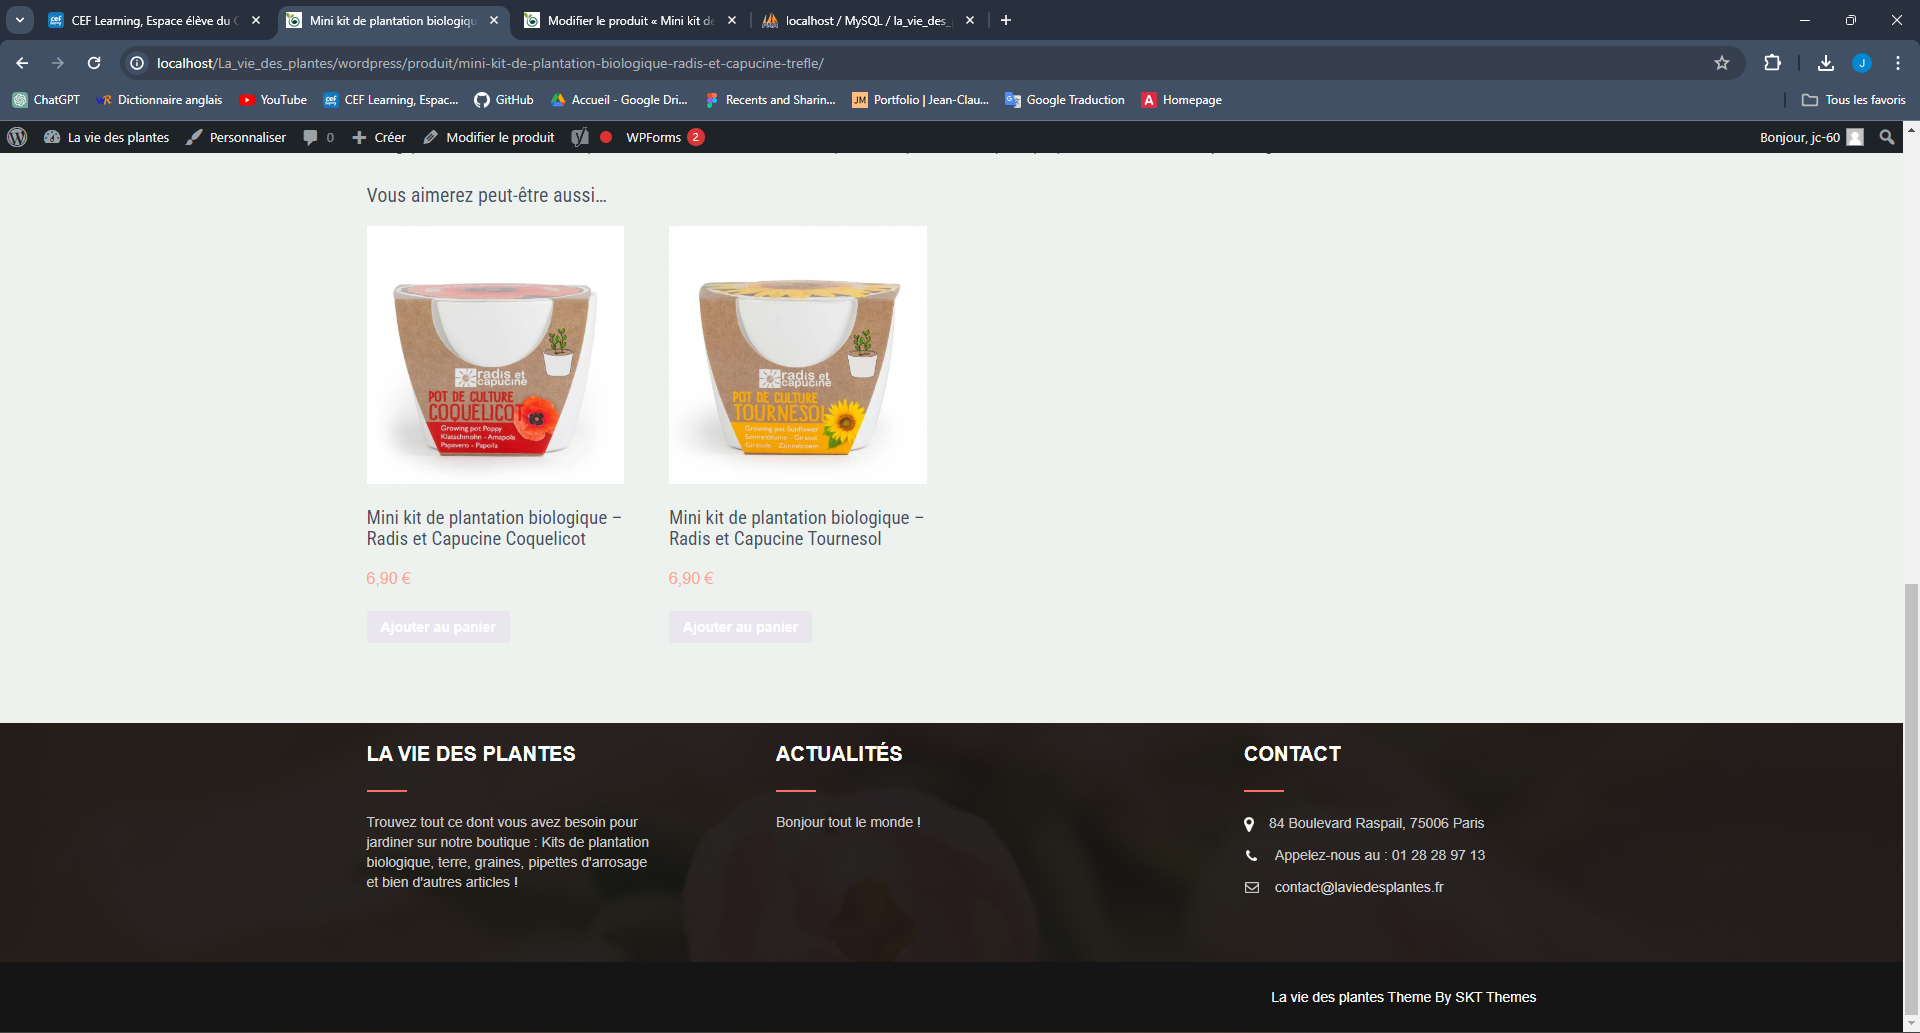 CEF Learning, Espace élève du C
Mini kit de plantation biologiqu
Modifier le produit « Mini kit de
localhost / MySQL / la_vie_des_
localhost/La_vie_des_plantes/wordpress/produit/mini-kit-de-plantation-biologique-radis-et-capucine-trefle/
J
ChatGPT
Dictionnaire anglais
YouTube
CEF Learning, Espac...
GitHub
Accueil - Google Dri...
Recents and Sharin...
JM
Portfolio | Jean-Clau...
Google Traduction
A
Homepage
Tous les favoris
La vie des plantes
Personnaliser
0
Créer
Modifier le produit
WPForms
2
Bonjour, jc-60
Vous aimerez peut-être aussi…
radis et
capucine
POT DE CULTURE
COQUELICOT
Growing pot Poppy
Klatschmohn - Amapola
Papavero - Papoila
radis et
capucine
POT DE CULTURE
TOURNESOL
Growing pot Sunflower
Sonnenblume - Girasol
Girasole - Zonnebloem
Mini kit de plantation biologique –
Radis et Capucine Coquelicot
Mini kit de plantation biologique –
Radis et Capucine Tournesol
6,90 €
6,90 €
Ajouter au panier
Ajouter au panier
LA VIE DES PLANTES
Trouvez tout ce dont vous avez besoin pour
jardiner sur notre boutique : Kits de plantation
biologique, terre, graines, pipettes d'arrosage
et bien d'autres articles !
ACTUALITÉS
Bonjour tout le monde !
CONTACT
84 Boulevard Raspail, 75006 Paris
Appelez-nous au : 01 28 28 97 13
contact@laviedesplantes.fr
La vie des plantes Theme By SKT Themes